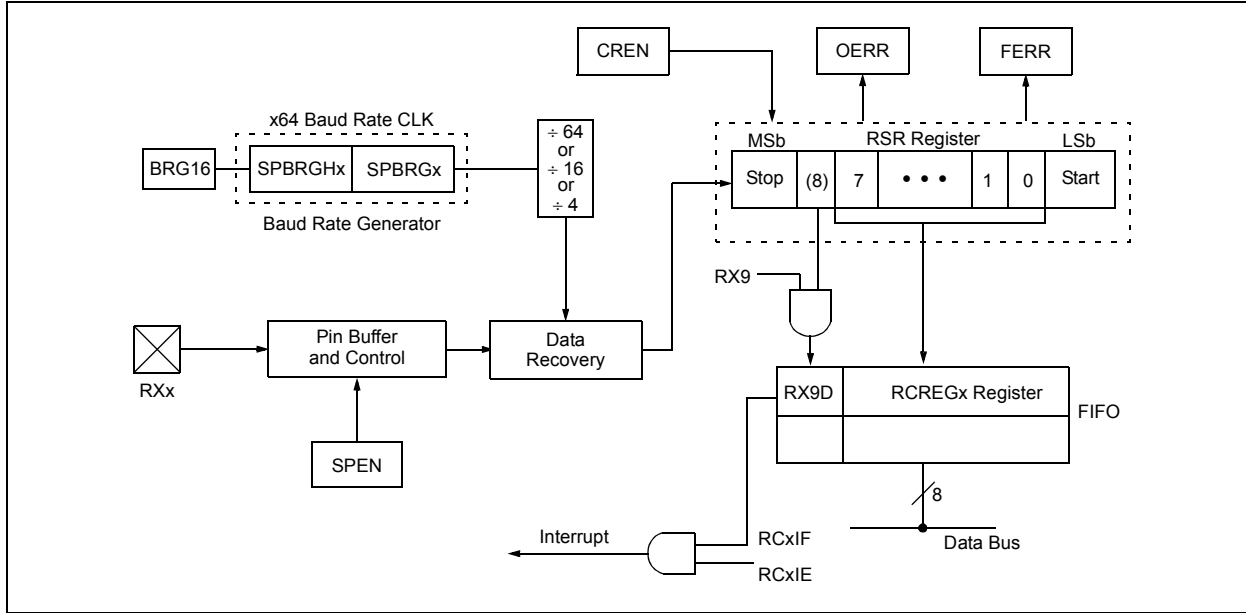 CREN
OERR
FERR
x64 Baud Rate CLK
BRG16
SPBRGHx
SPBRGx
Baud Rate Generator
÷ 64
or
÷ 16
or
÷ 4
MSb
RSR Register
LSb
Stop
(8)
7
• • •
1
0
Start
RX9
RXx
Pin Buffer
and Control
Data
Recovery
SPEN
RX9D
RCREGx Register
FIFO
8
Data Bus
Interrupt
RCxIF
RCxIE